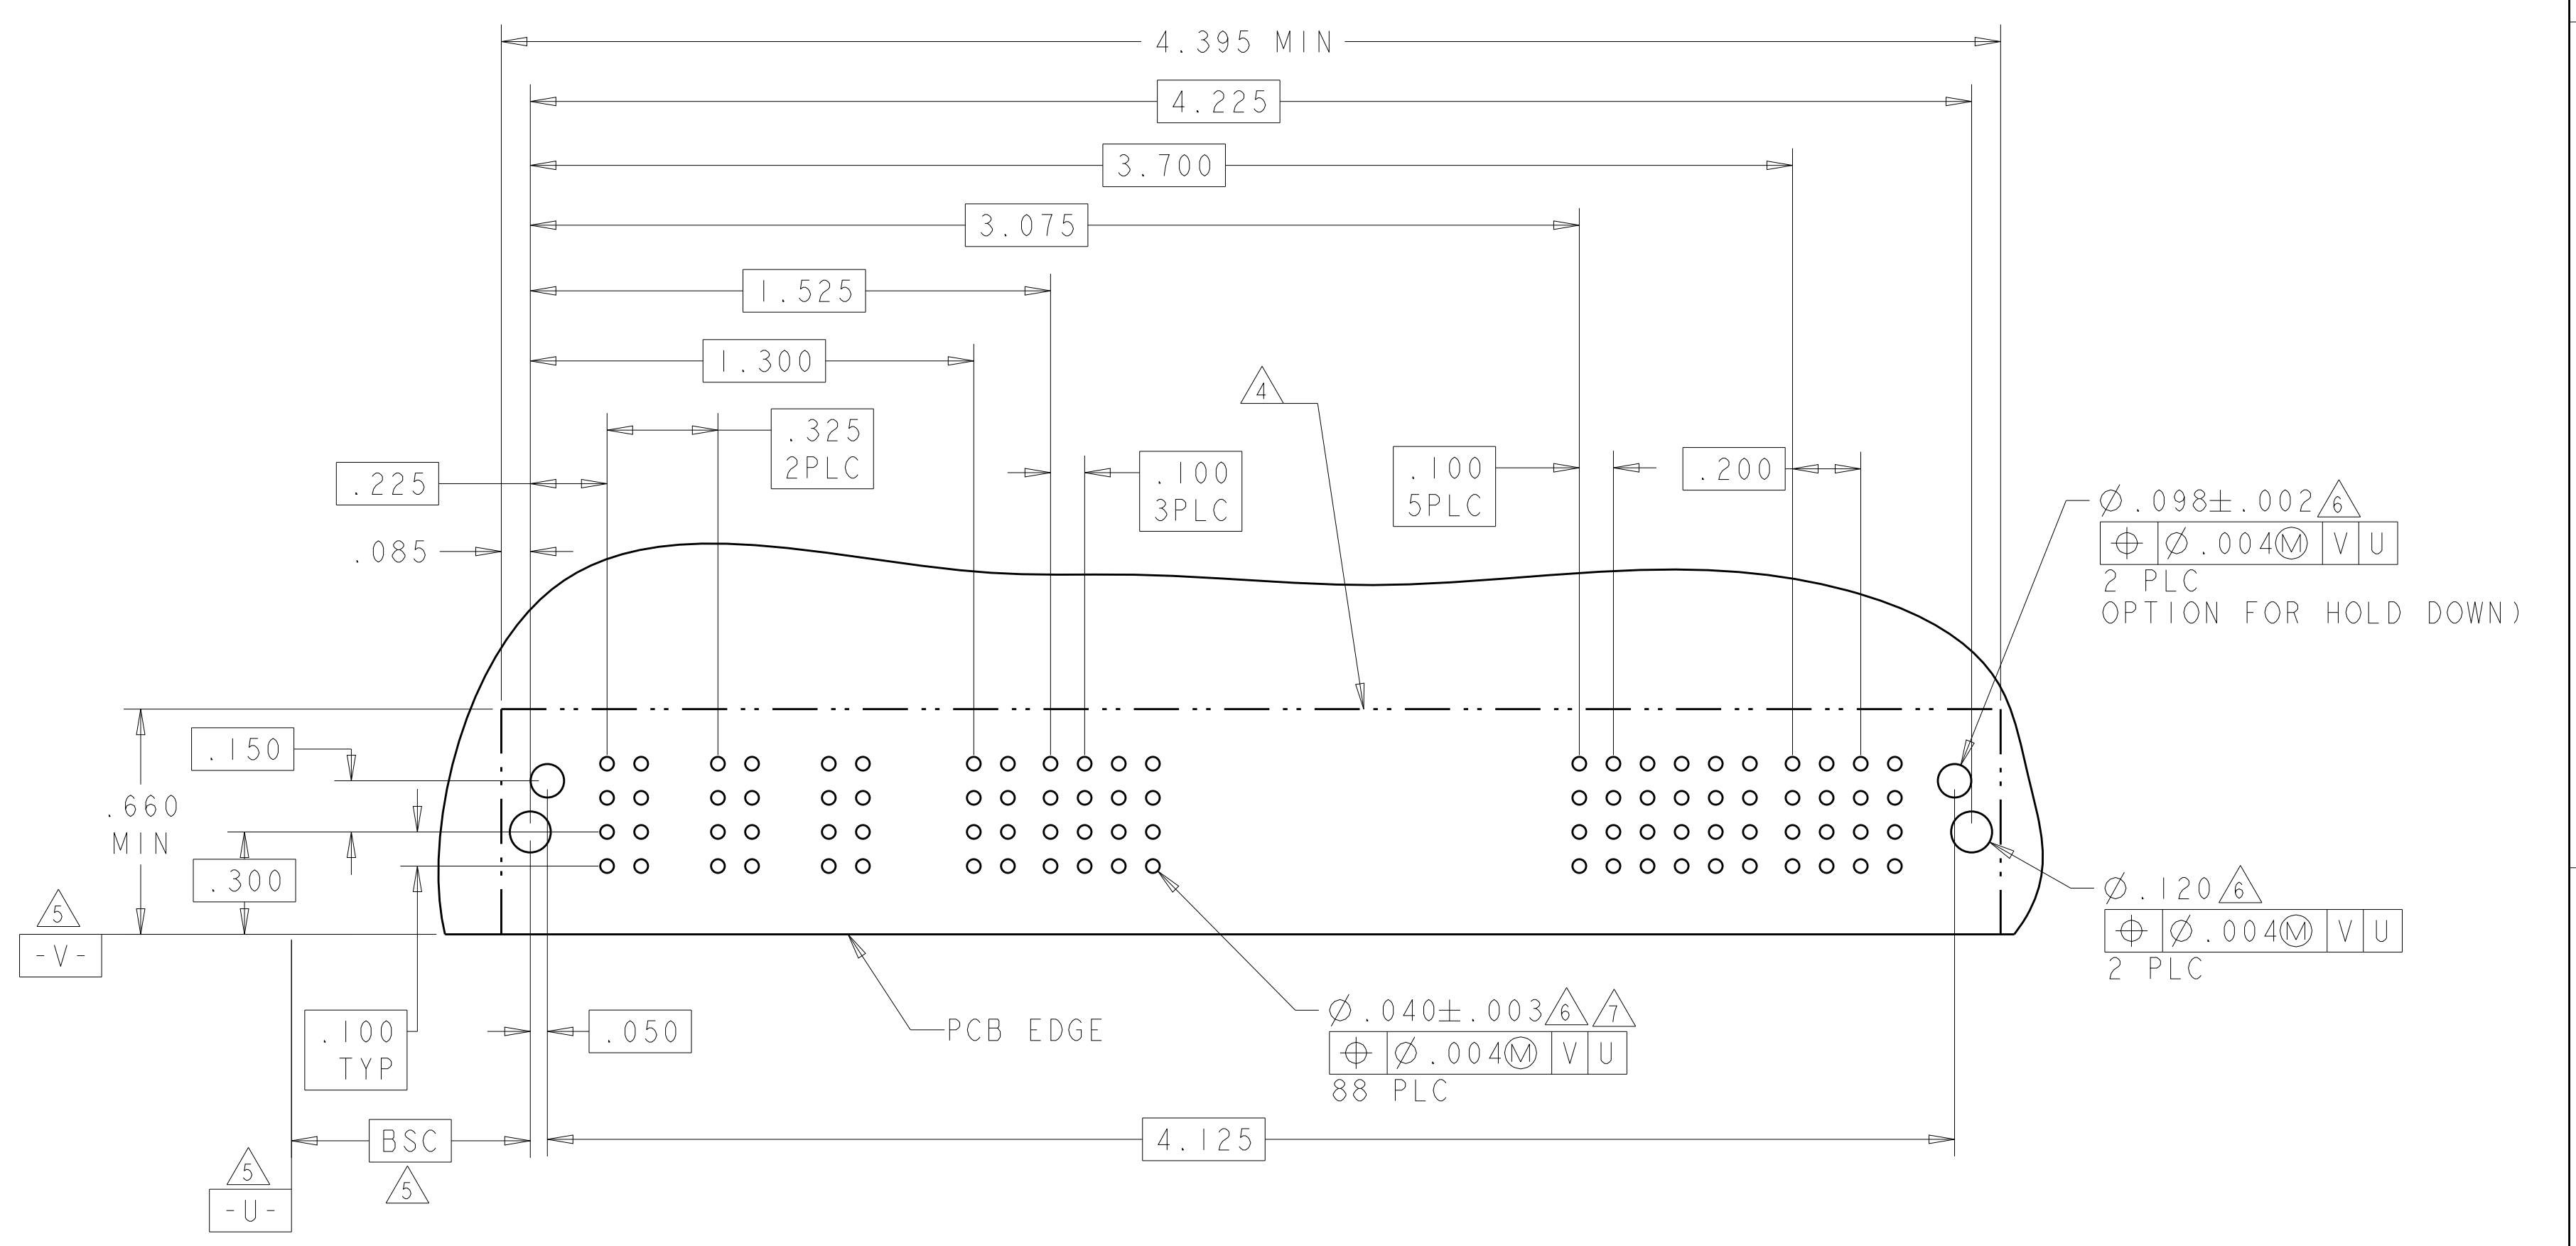 4.395 MIN
4.225
3.700
3.075
1.525
1.300
4
.325
2PLC
.225
.100
3PLC
.100
5PLC
.200
.085
Ø.098±.002 6
⌖ Ø.004Ⓜ V U
2 PLC
OPTION FOR HOLD DOWN)
.150
.660
MIN
.300
5
-V-
Ø.120 6
⌖ Ø.004Ⓜ V U
2 PLC
.100
TYP
.050
PCB EDGE
Ø.040±.003 6 7
⌖ Ø.004Ⓜ V U
88 PLC
BSC
5
4.125
5
-U-